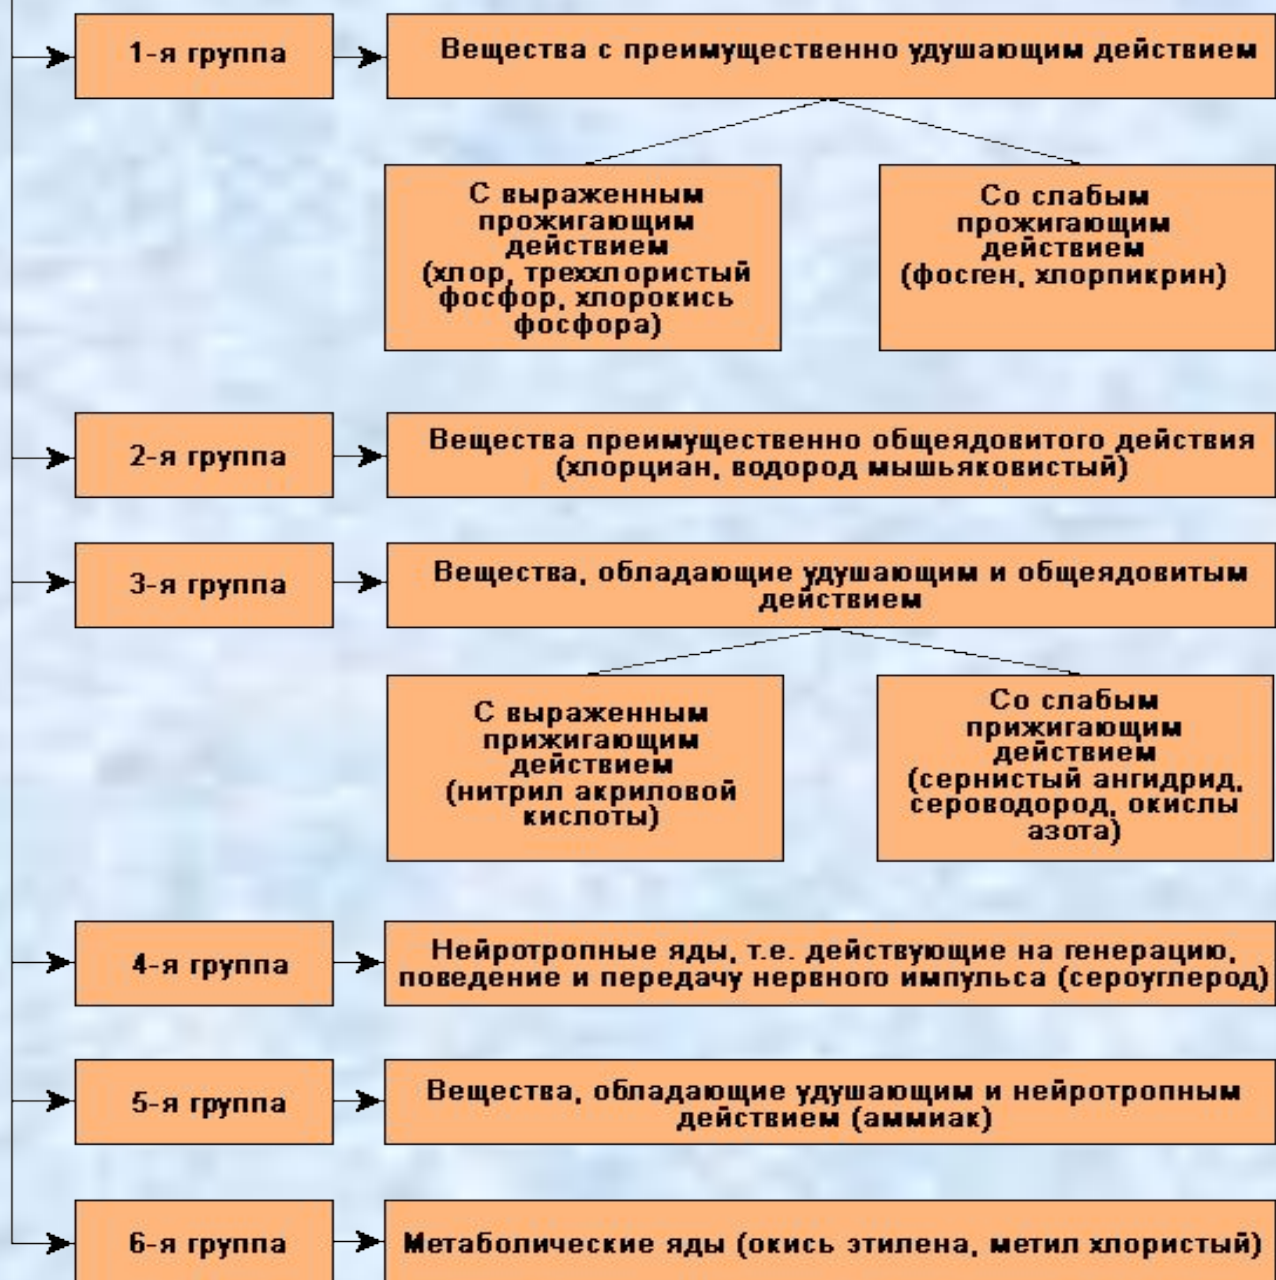 1-я группа
Вещества с преимущественно удушающим действием
С выраженным
прожигающим
действием
(хлор, треххлористый
фосфор, хлорокись
фосфора)
Со слабым
прожигающим
действием
(фосген, хлорпикрин)
2-я группа
Вещества преимущественно общеядовитого действия
(хлорциан, водород мышьяковистый)
3-я группа
Вещества, обладающие удушающим и общеядовитым
действием
С выраженным
прижигающим
действием
(нитрил акриловой
кислоты)
Со слабым
прижигающим
действием
(сернистый ангидрид,
сероводород, окислы
азота)
4-я группа
Нейротропные яды, т.е. действующие на генерацию,
поведение и передачу нервного импульса (сероуглерод)
5-я группа
Вещества, обладающие удушающим и нейротропным
действием (аммиак)
6-я группа
Метаболические яды (окись этилена, метил хлористый)